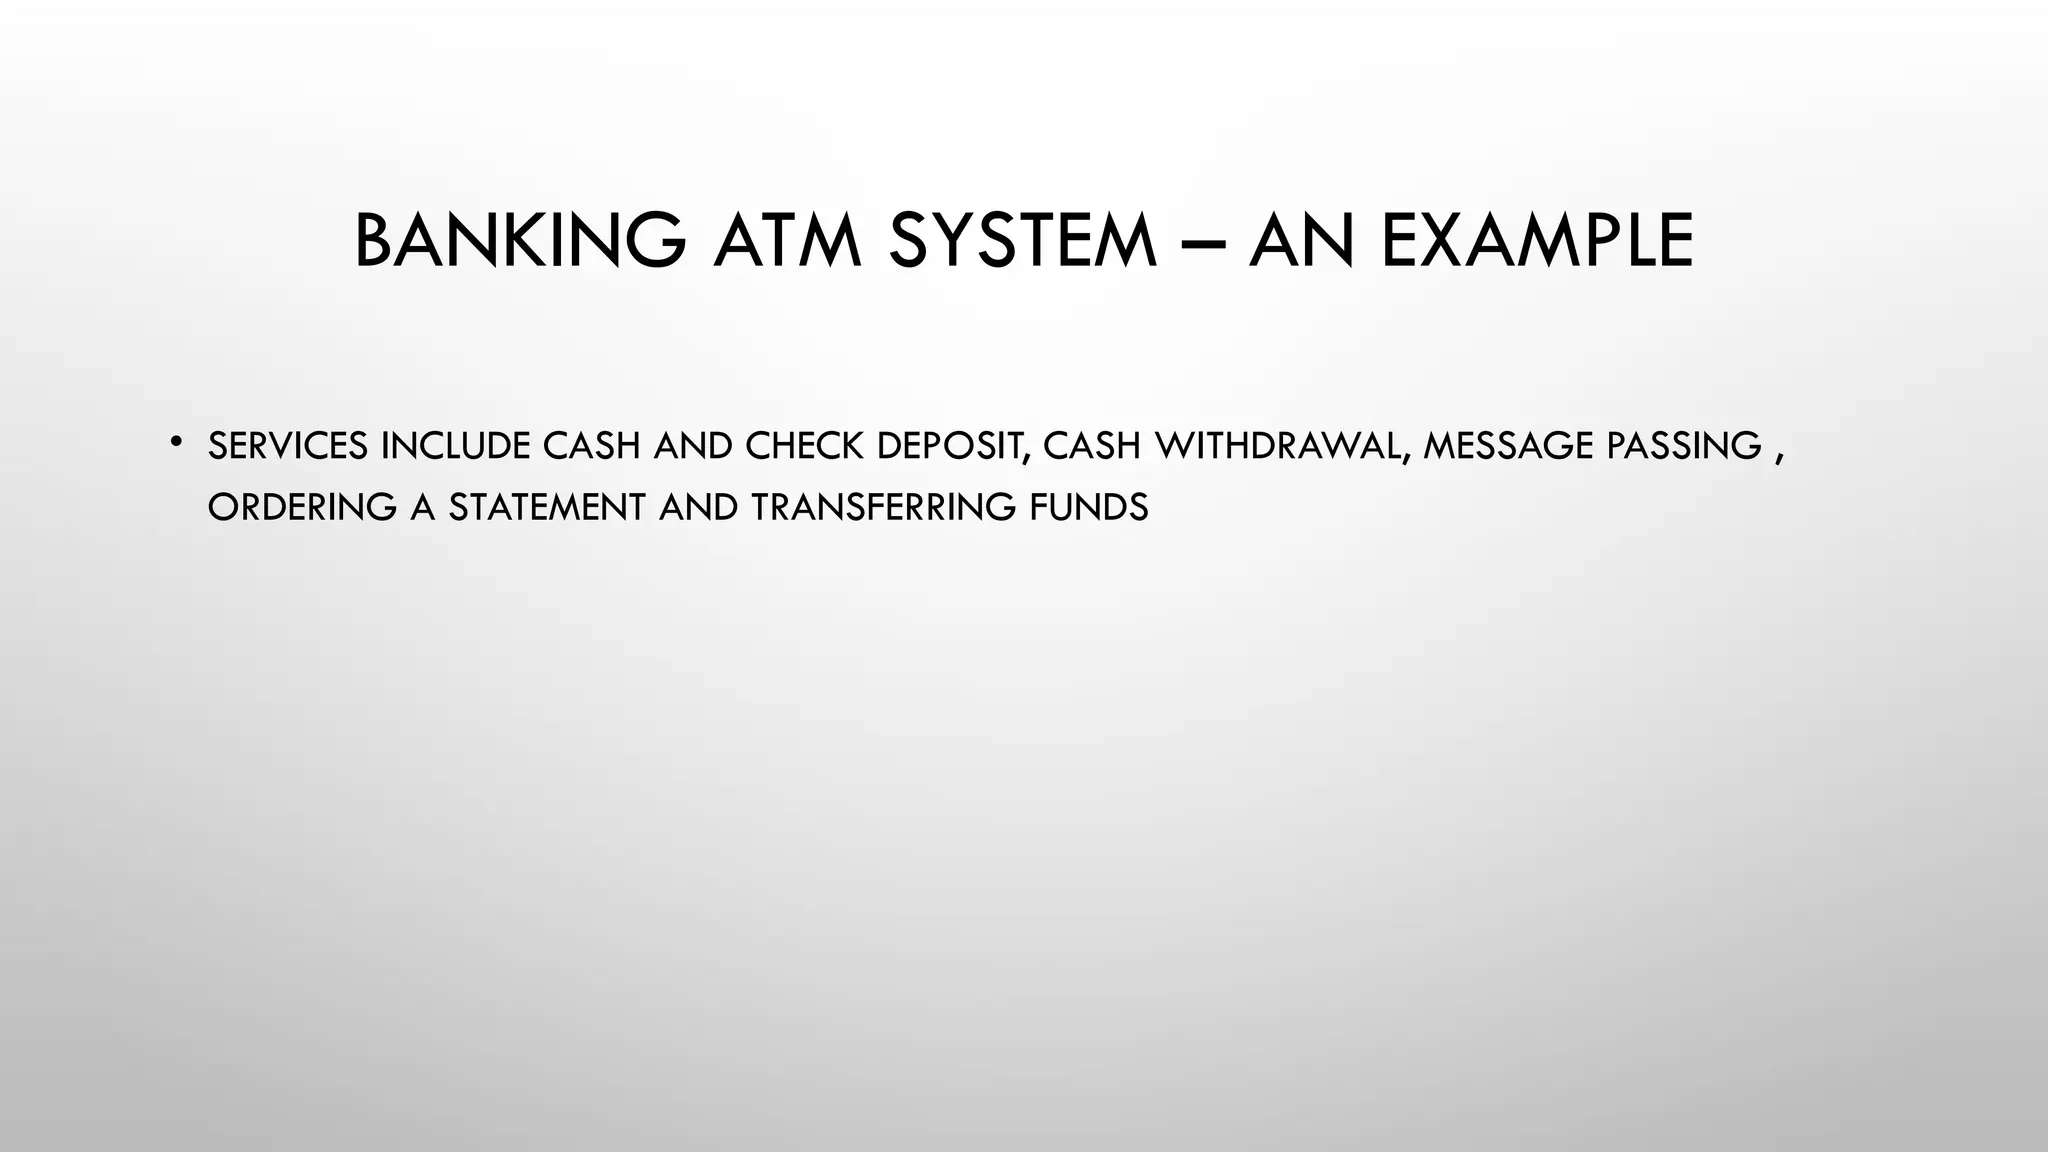 BANKING ATM SYSTEM – AN EXAMPLE
• SERVICES INCLUDE CASH AND CHECK DEPOSIT, CASH WITHDRAWAL, MESSAGE PASSING ,
ORDERING A STATEMENT AND TRANSFERRING FUNDS